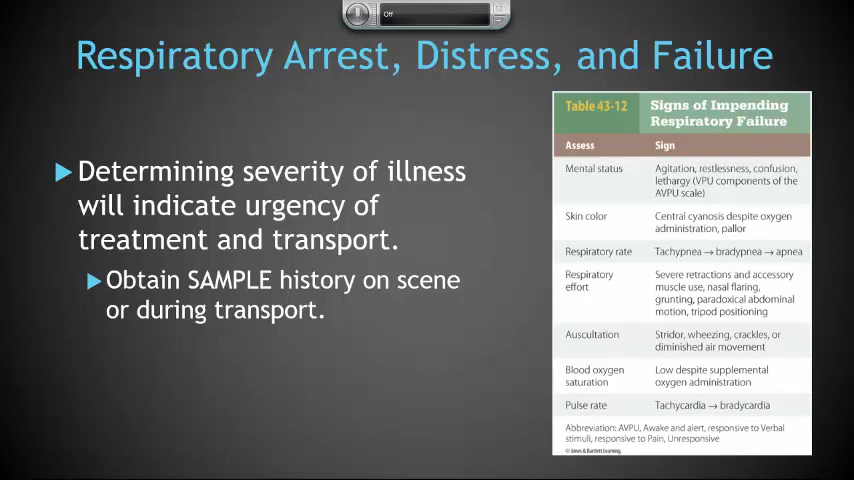 Off
Respiratory Arrest, Distress, and Failure
Determining severity of illness
will indicate urgency of
treatment and transport.
Obtain SAMPLE history on scene
or during transport.
Table 43-12 Signs of Impending
Respiratory Failure
Assess Sign
Mental status Agitation, restlessness, confusion,
lethargy (VPU components of the
AVPU scale)
Skin color Central cyanosis despite oxygen
administration, pallor
Respiratory rate Tachypnea → bradypnea → apnea
Respiratory Severe retractions and accessory
effort muscle use, nasal flaring,
grunting, paradoxical abdominal
motion, tripod positioning
Auscultation Stridor, wheezing, crackles, or
diminished air movement
Blood oxygen Low despite supplemental
saturation oxygen administration
Pulse rate Tachycardia → bradycardia
Abbreviation: AVPU, Awake and alert, responsive to Verbal
stimuli, responsive to Pain, Unresponsive
© Jones & Bartlett Learning.